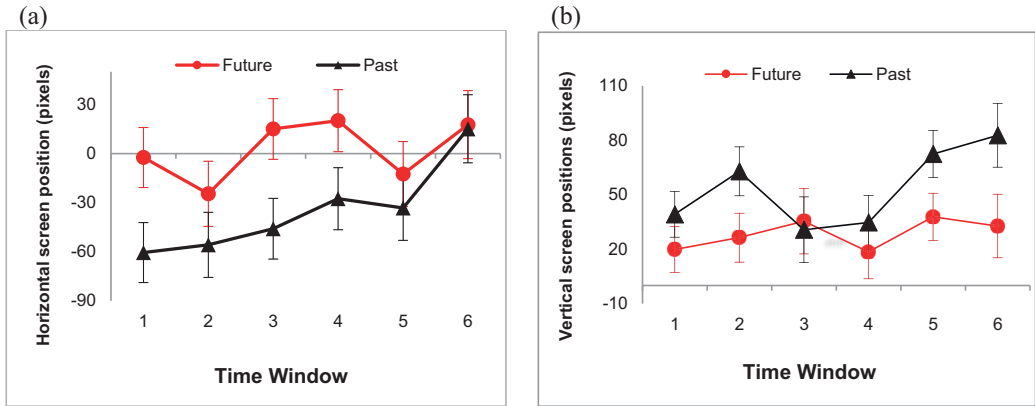 (a)
Future Past
Horizontal screen position (pixels)
30
0
-30
-60
-90
1 2 3 4 5 6
Time Window
(b)
Future Past
Vertical screen positions (pixels)
110
80
50
20
-10
1 2 3 4 5 6
Time Window